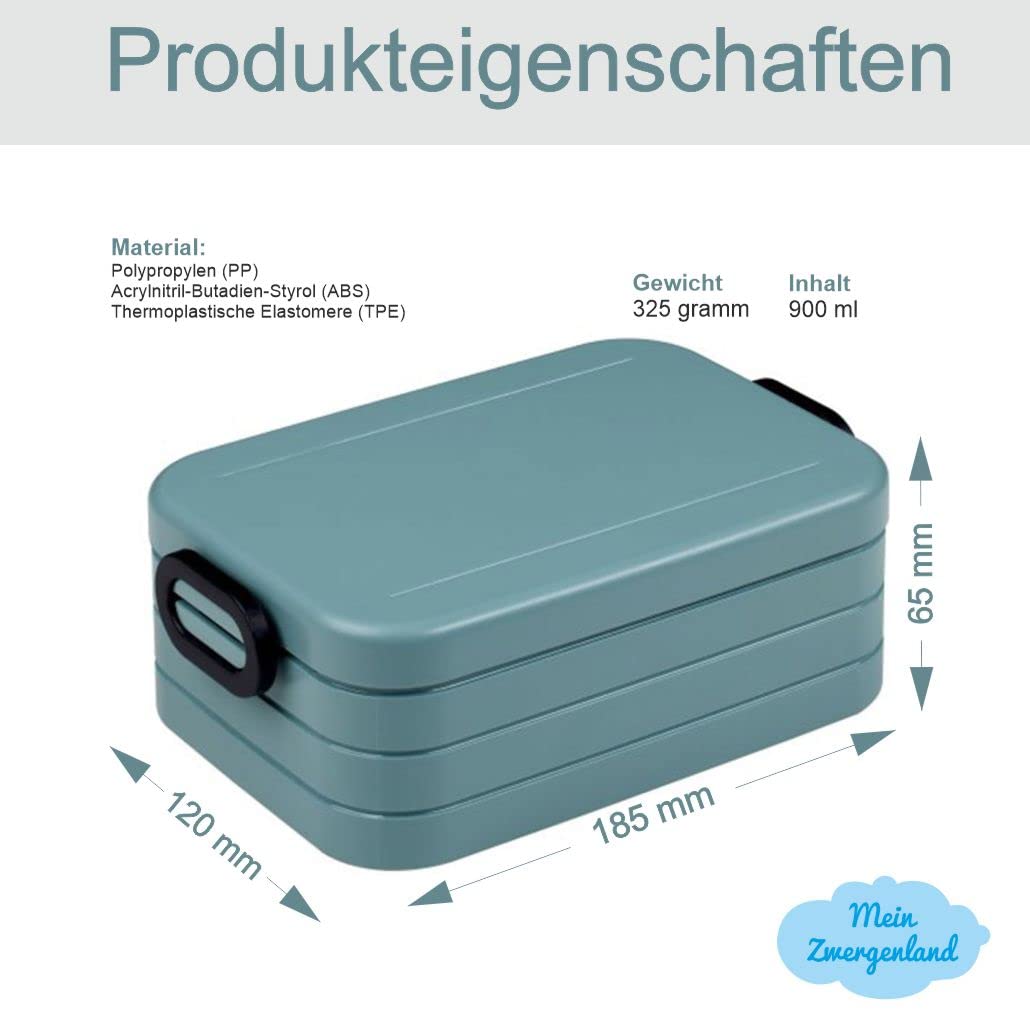 Produkteigenschaften
Material:
Polypropylen (PP)
Acrylnitril-Butadien-Styrol (ABS)
Thermoplastische Elastomere (TPE)
Gewicht
325 gramm
Inhalt
900 ml
65 mm
185 mm
120 mm
Mein
Zwergenland